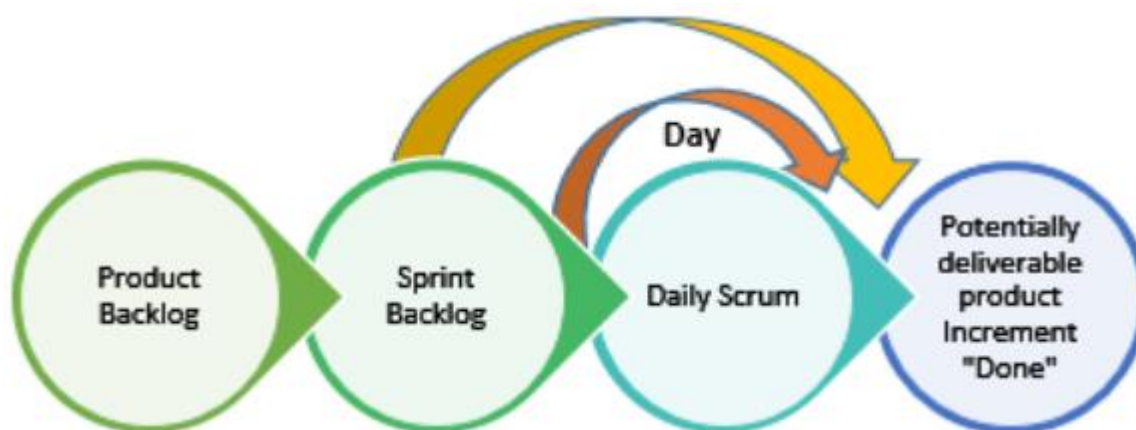 Day
Product
Backlog
Sprint
Backlog
Daily Scrum
Potentially
deliverable
product
Increment
"Done"